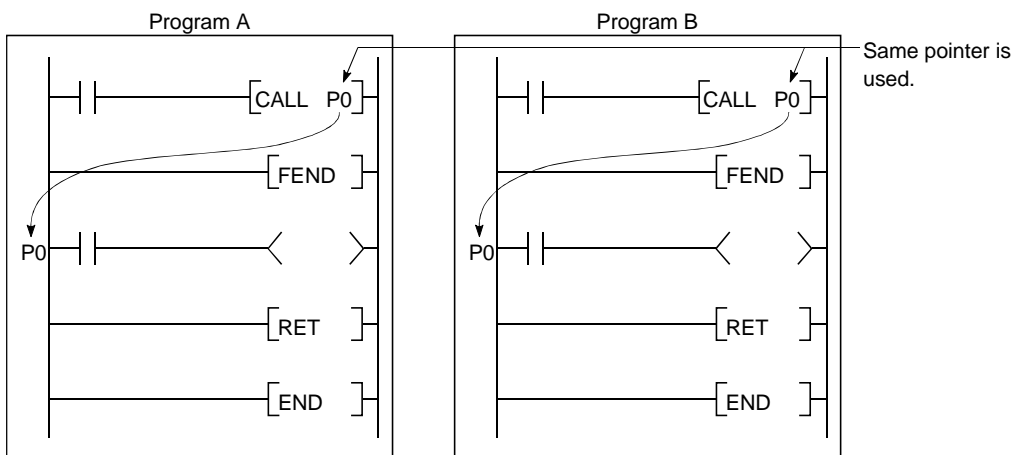 Program A
Program B
Same pointer is
used.
CALL P0
CALL P0
FEND
FEND
P0
P0
RET
RET
END
END